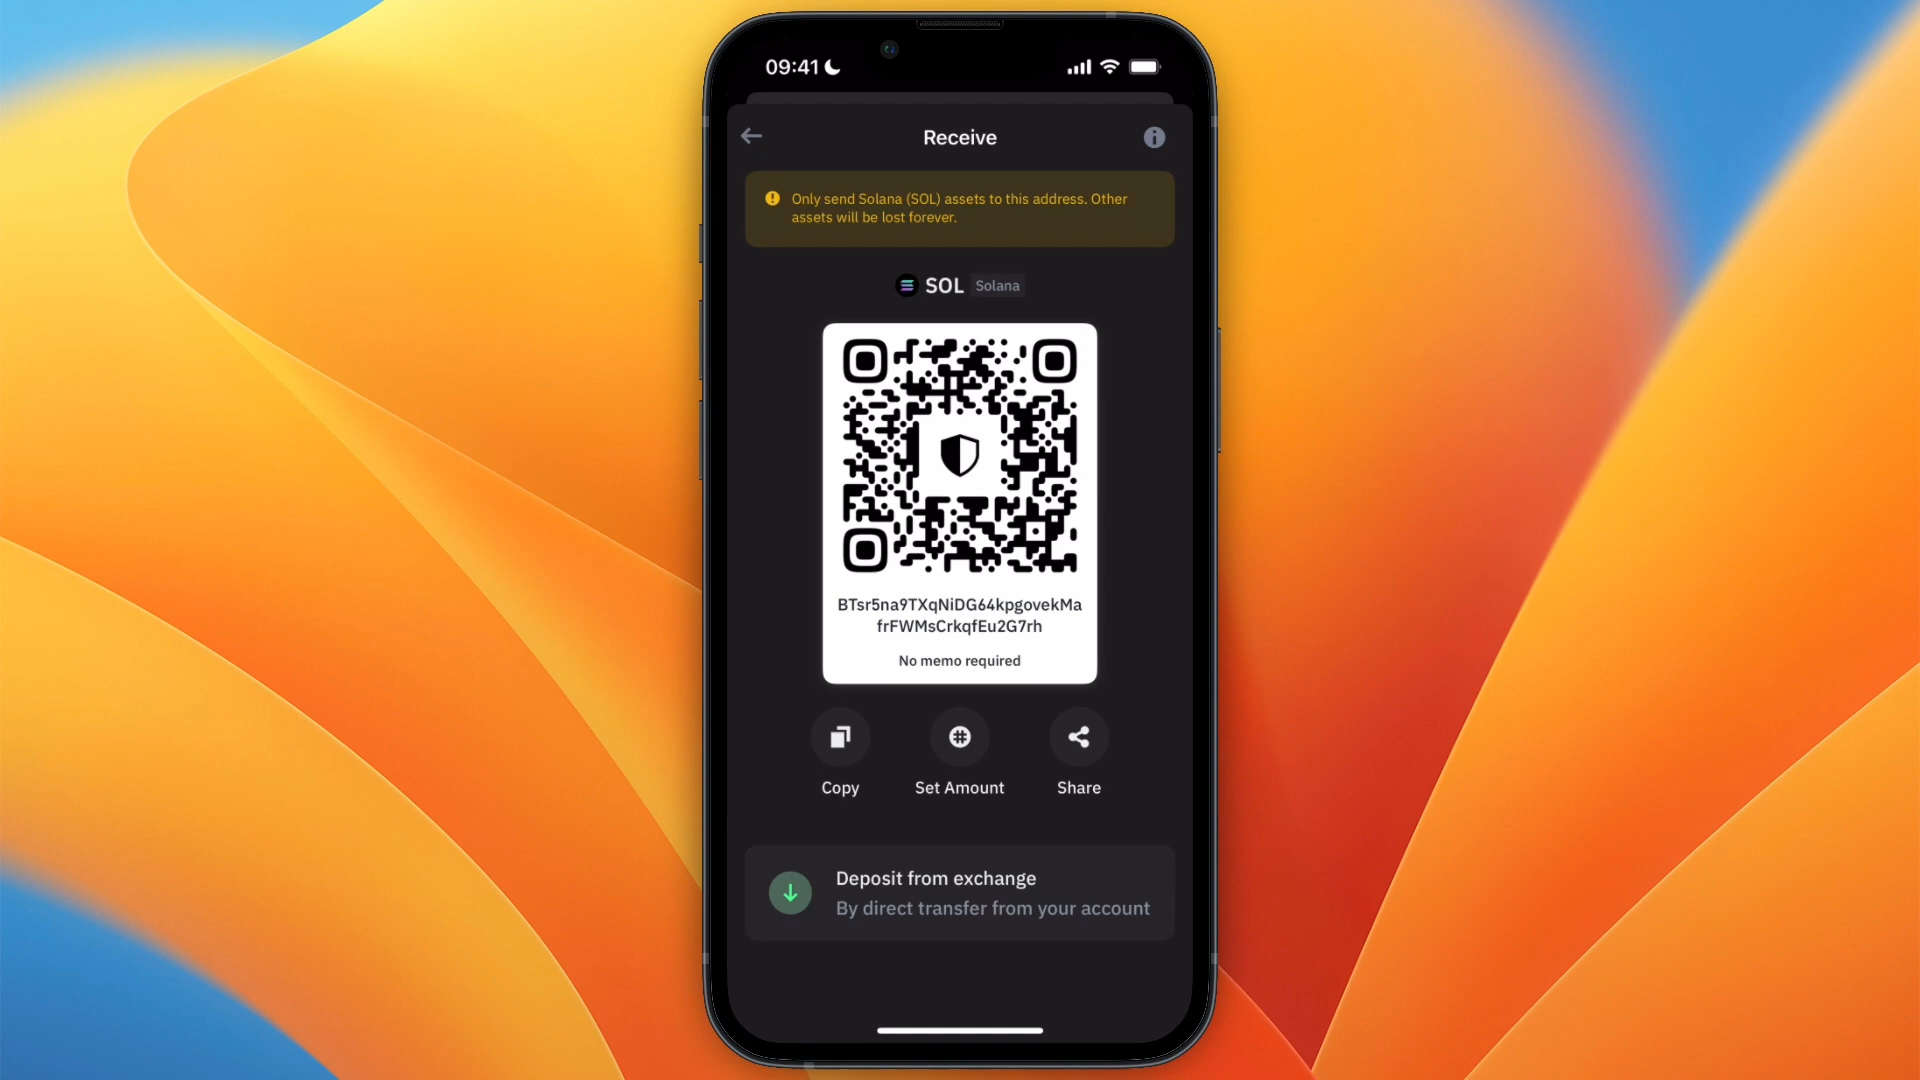 09:41
Receive
Only send Solana (SOL) assets to this address. Other
assets will be lost forever.
SOL Solana
BTsr5na9TXqNiDG64kpgovekMa
frFWMsCrkqfEu2G7rh
No memo required
Copy Set Amount Share
Deposit from exchange
By direct transfer from your account